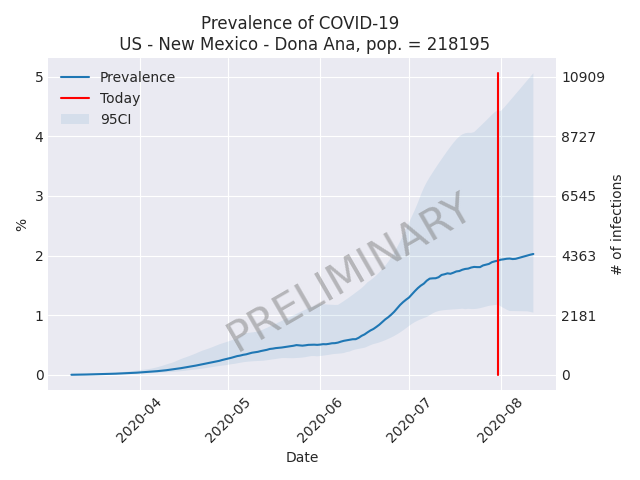 Prevalence of COVID-19
US - New Mexico - Dona Ana, pop. = 218195
Prevalence
Today
95CI
PRELIMINARY
%
5
4
3
2
1
0
10909
8727
6545
4363
2181
0
# of infections
2020-04
2020-05
2020-06
2020-07
2020-08
Date